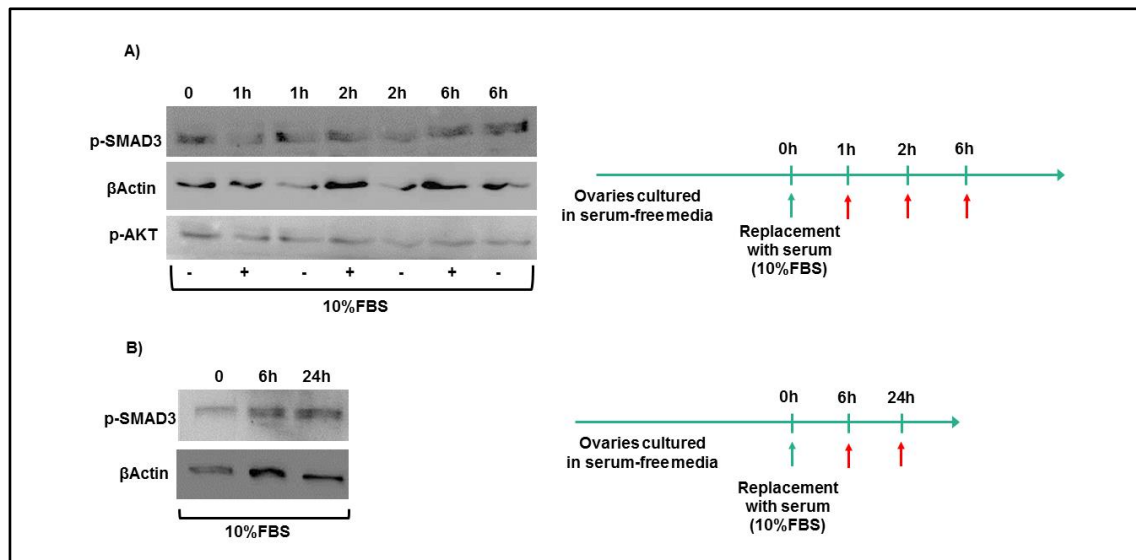 A)
0 1h 1h 2h 2h 6h 6h
p-SMAD3
βActin
p-AKT
- + - + - + -
10%FBS
0h 1h 2h 6h
Ovaries cultured
in serum-free media
Replacement
with serum
(10%FBS)
B)
0 6h 24h
p-SMAD3
βActin
10%FBS
0h 6h 24h
Ovaries cultured
in serum-free media
Replacement
with serum
(10%FBS)